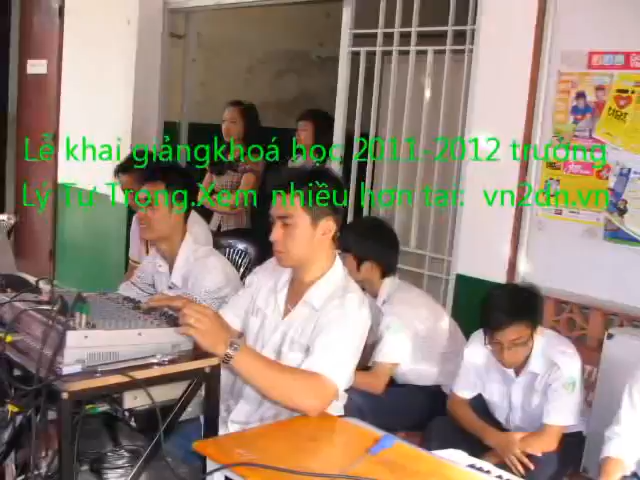 Lễ khai giảngkhoá học 2011-2012 trường
Lý Tự Trọng.Xem nhiều hơn tại: vn2dn.vn